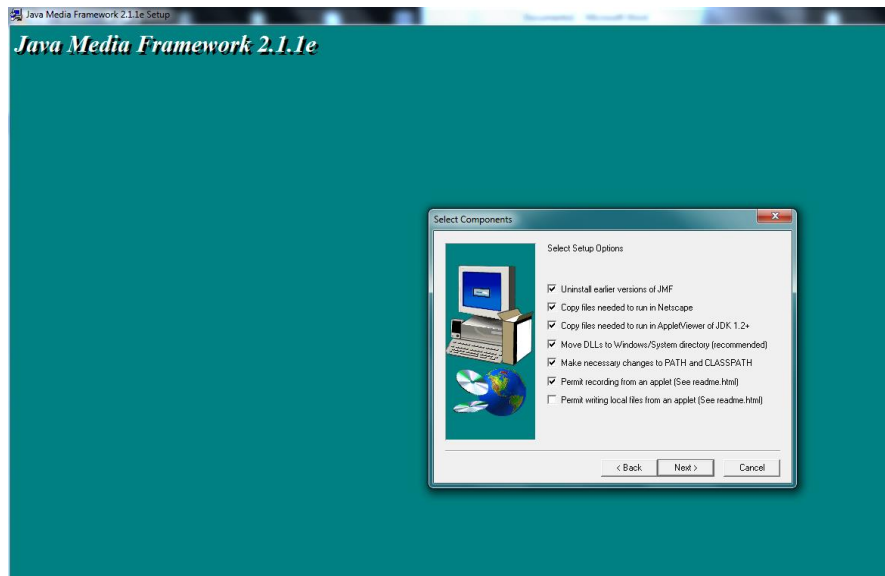 Java Media Framework 2.1.1e Setup
Java Media Framework 2.1.1e
Select Components
Select Setup Options
Uninstall earlier versions of JMF
Copy files needed to run in Netscape
Copy files needed to run in AppletViewer of JDK 1.2+
Move DLLs to Windows/System directory (recommended)
Make necessary changes to PATH and CLASSPATH
Permit recording from an applet (See readme.html)
Permit writing local files from an applet (See readme.html)
< Back Next > Cancel